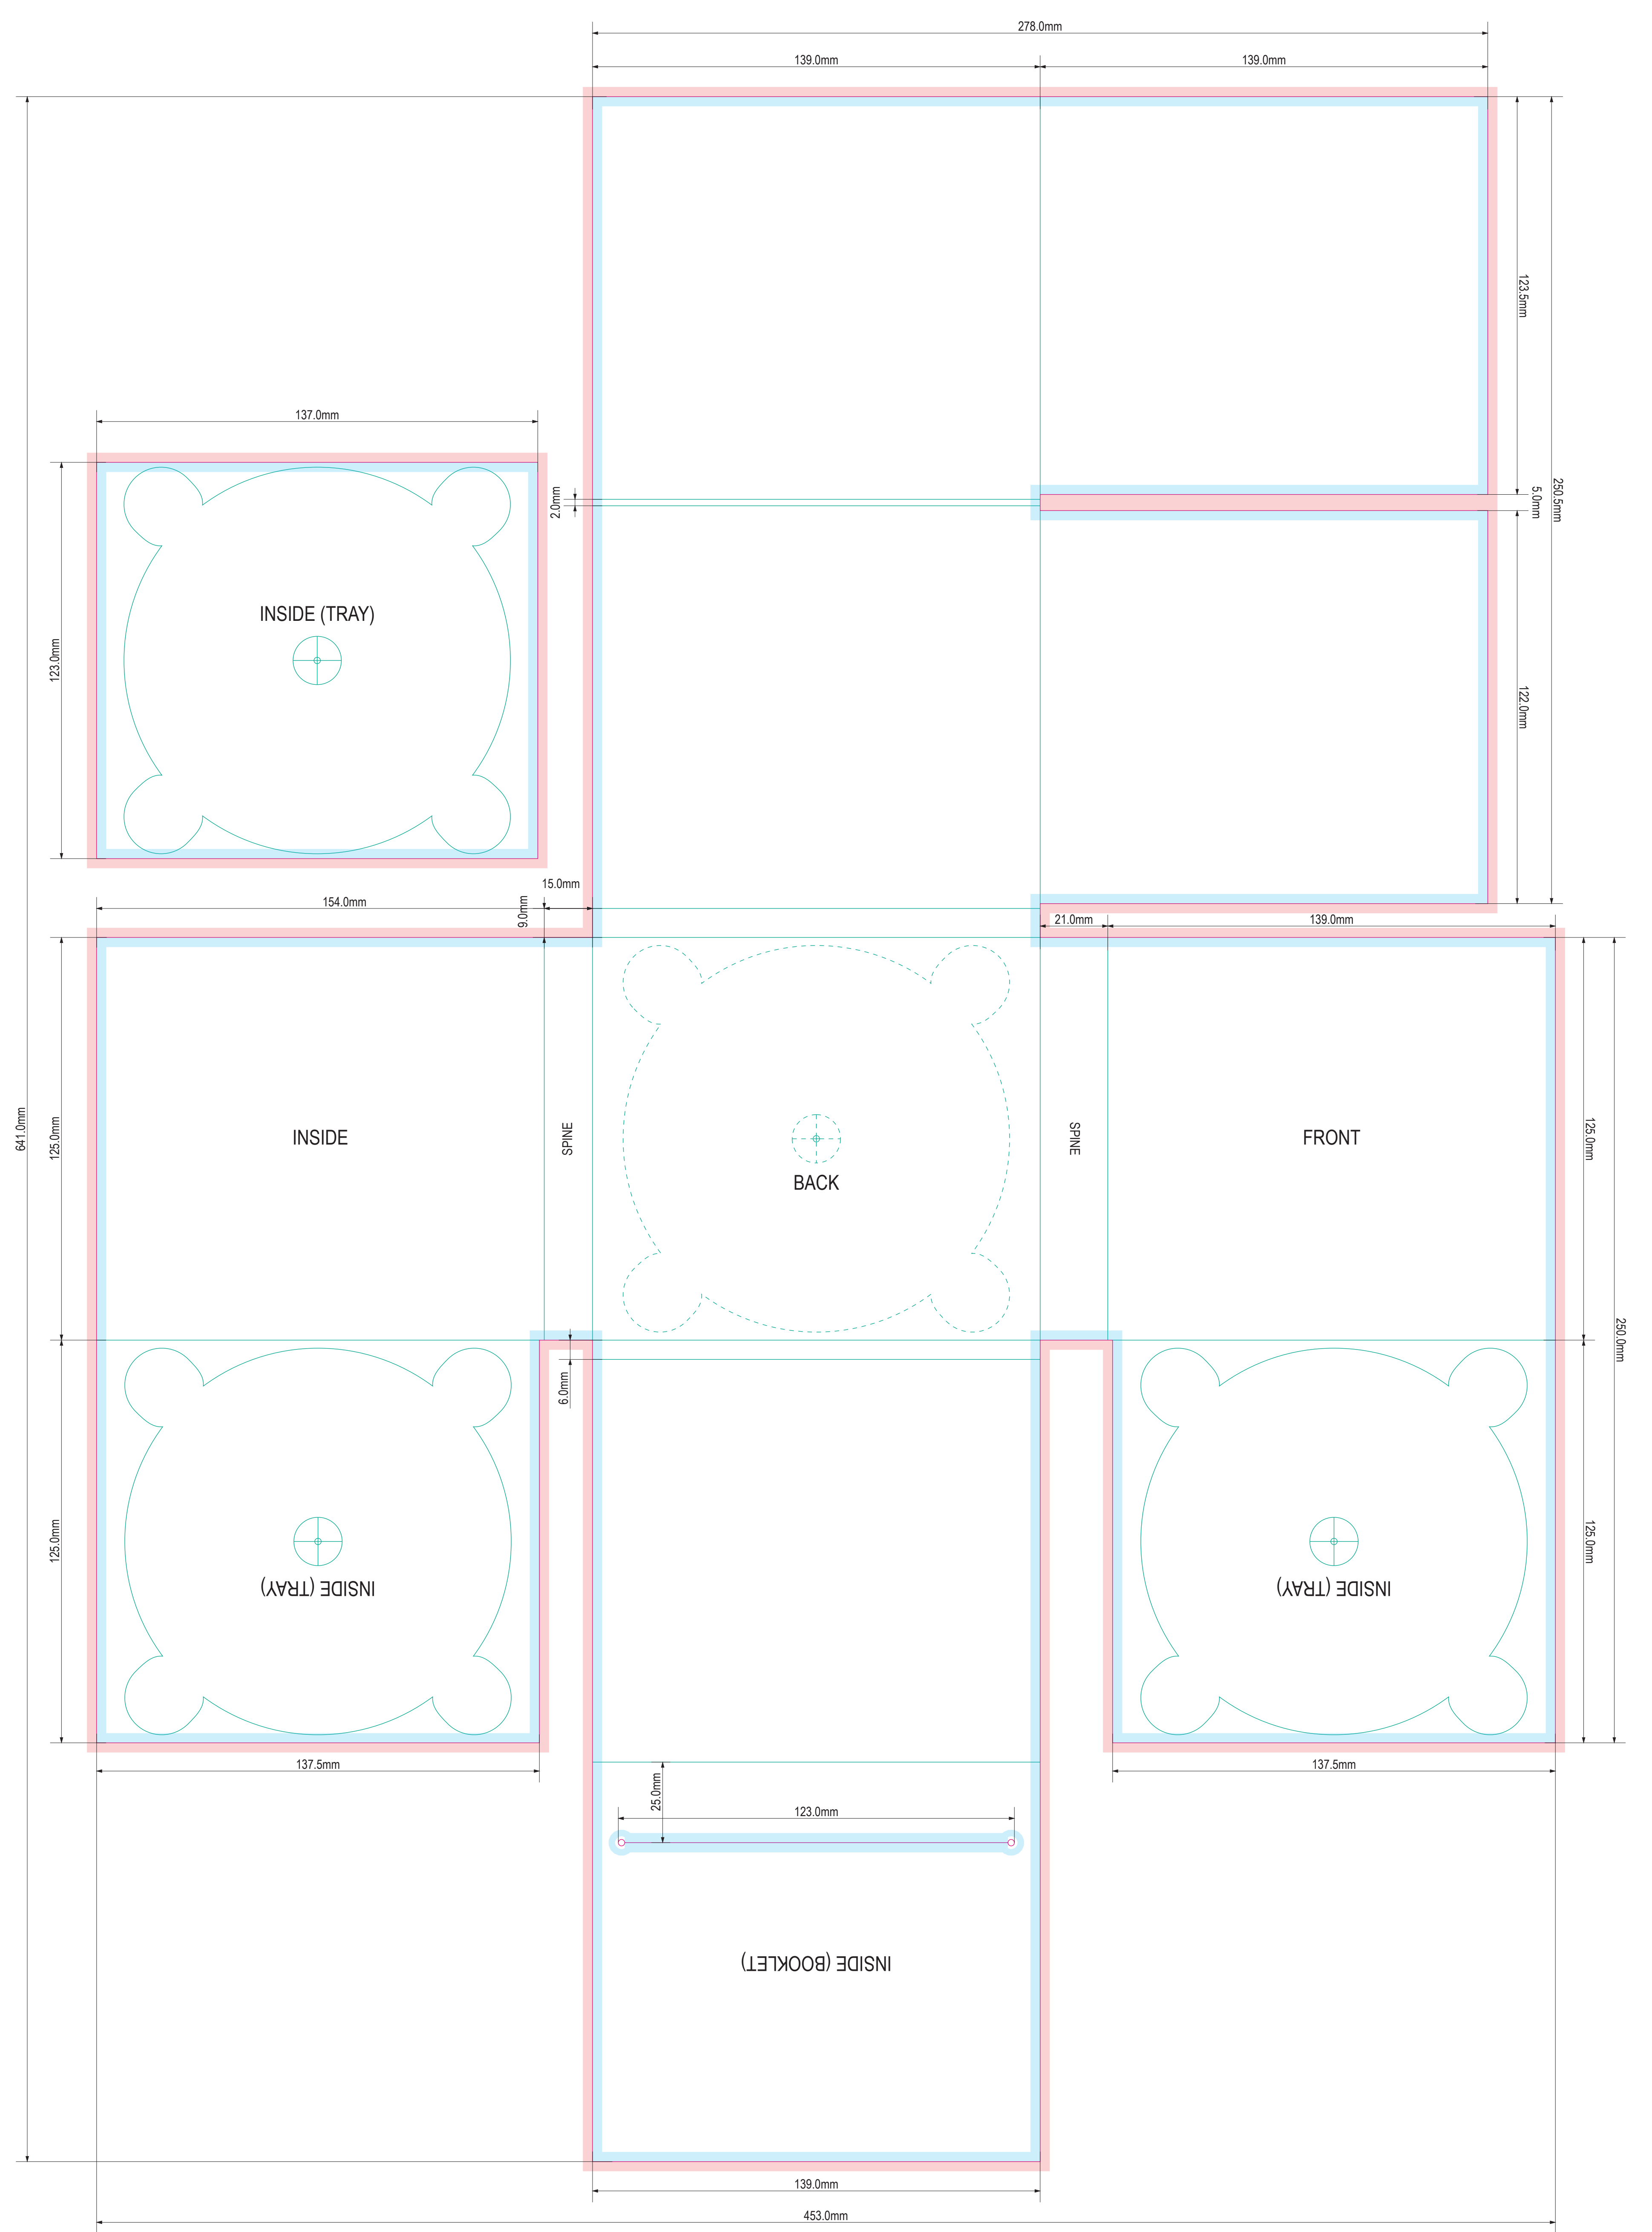 278.0mm
139.0mm
139.0mm
123.5mm
250.5mm
5.0mm
137.0mm
2.0mm
INSIDE (TRAY)
123.0mm
122.0mm
15.0mm
154.0mm
9.0mm
21.0mm
139.0mm
641.0mm
125.0mm
INSIDE
SPINE
BACK
SPINE
FRONT
125.0mm
250.0mm
6.0mm
125.0mm
INSIDE (TRAY)
INSIDE (TRAY)
125.0mm
137.5mm
137.5mm
25.0mm
123.0mm
INSIDE (BOOKLET)
139.0mm
453.0mm